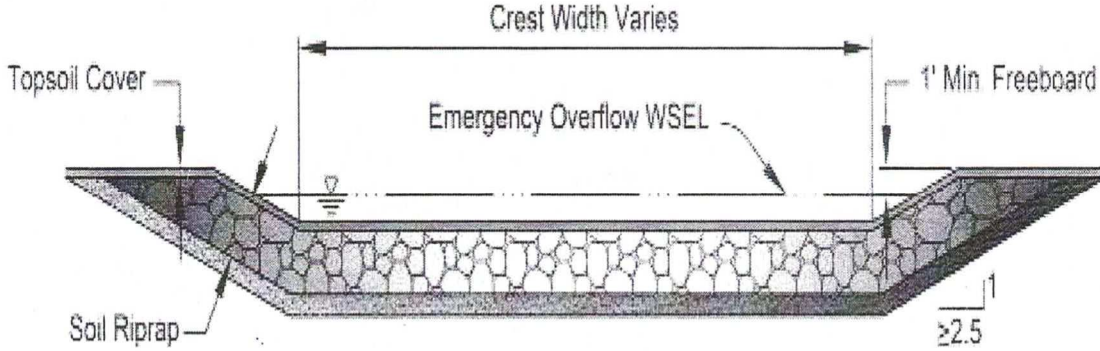 Crest Width Varies
Topsoil Cover
1' Min Freeboard
Emergency Overflow WSEL
Soil Riprap
1
≥2.5